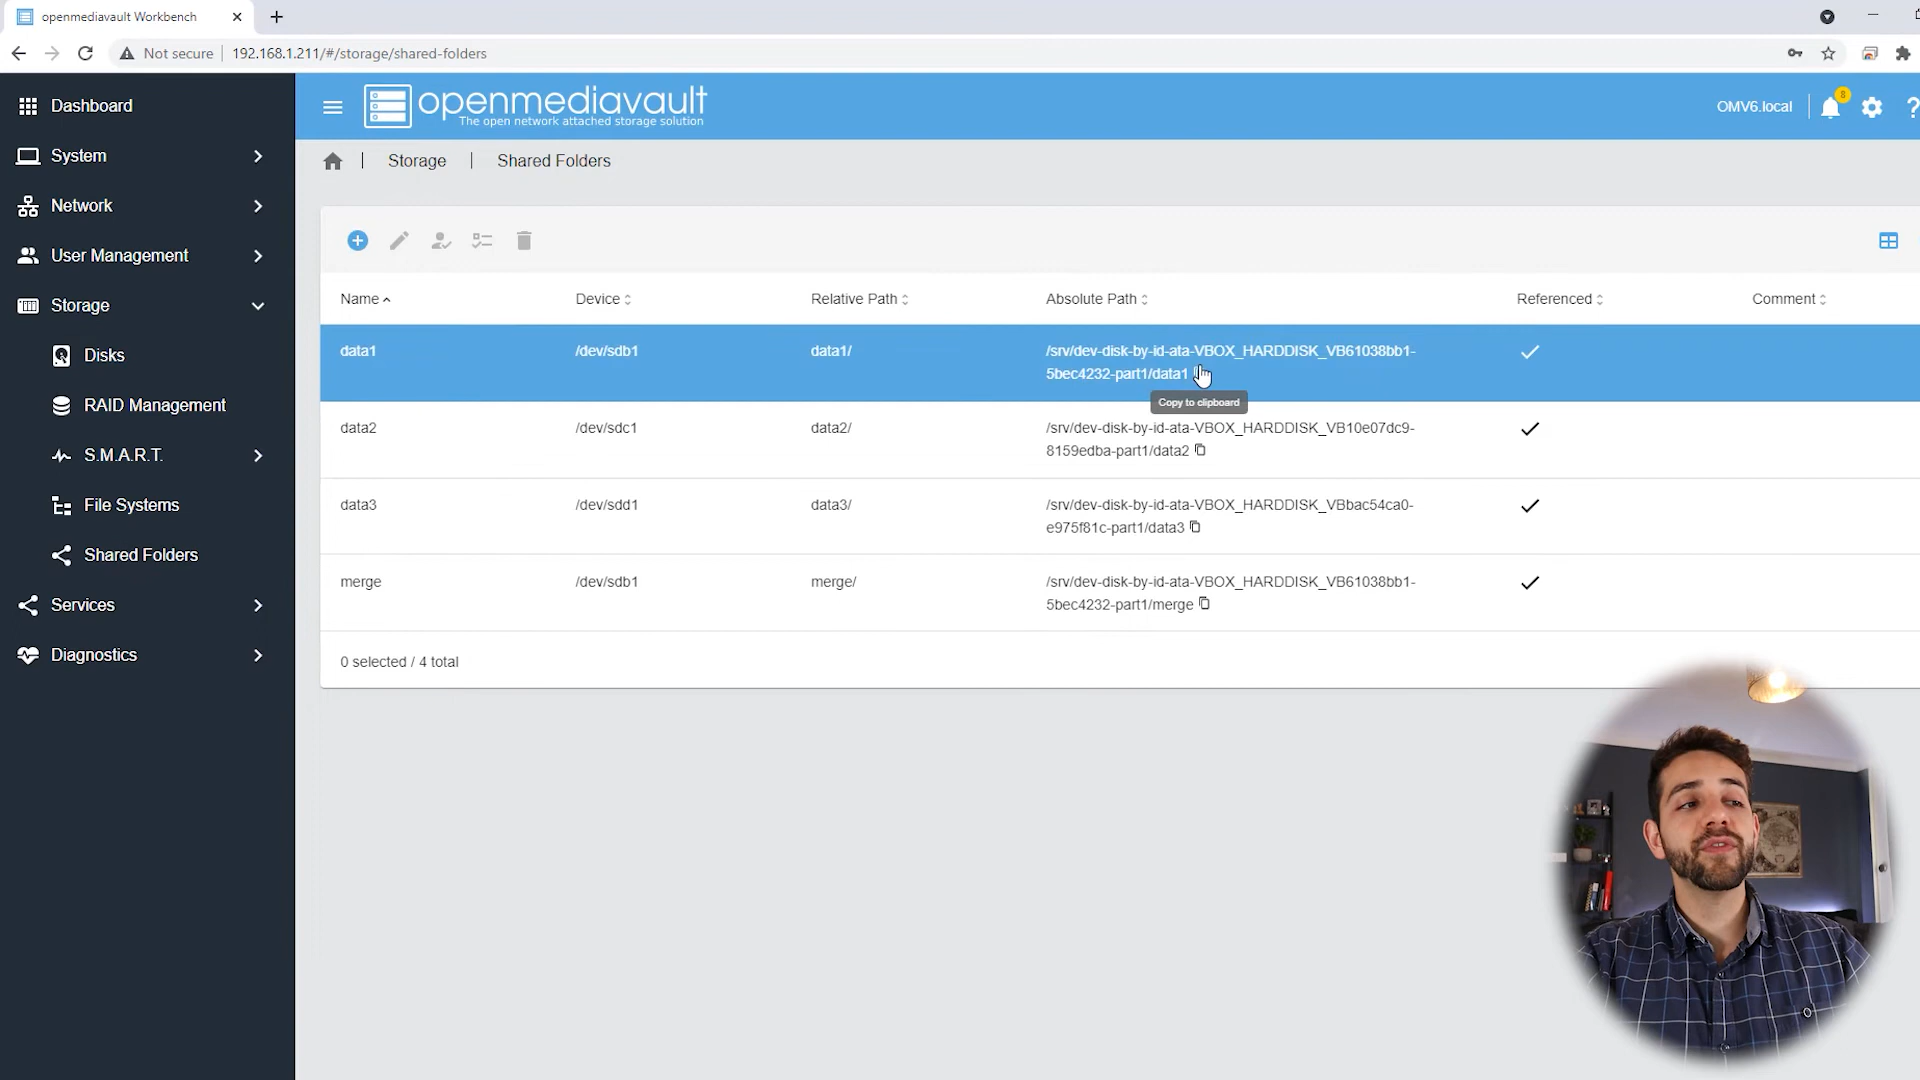 openmediavault Workbench
Not secure
192.168.1.211/#/storage/shared-folders
openmediavault
The open network attached storage solution
OMV6.local
8
Dashboard
System
Network
User Management
Storage
Disks
RAID Management
S.M.A.R.T.
File Systems
Shared Folders
Services
Diagnostics
Storage | Shared Folders
Name Device Relative Path Absolute Path Referenced Comment
data1 /dev/sdb1 data1/ /srv/dev-disk-by-id-ata-VBOX_HARDDISK_VB61038bb1-
5bec4232-part1/data1
Copy to clipboard
data2 /dev/sdc1 data2/ /srv/dev-disk-by-id-ata-VBOX_HARDDISK_VB10e07dc9-
8159edba-part1/data2
data3 /dev/sdd1 data3/ /srv/dev-disk-by-id-ata-VBOX_HARDDISK_VBbac54ca0-
e975f81c-part1/data3
merge /dev/sdb1 merge/ /srv/dev-disk-by-id-ata-VBOX_HARDDISK_VB61038bb1-
5bec4232-part1/merge
0 selected / 4 total